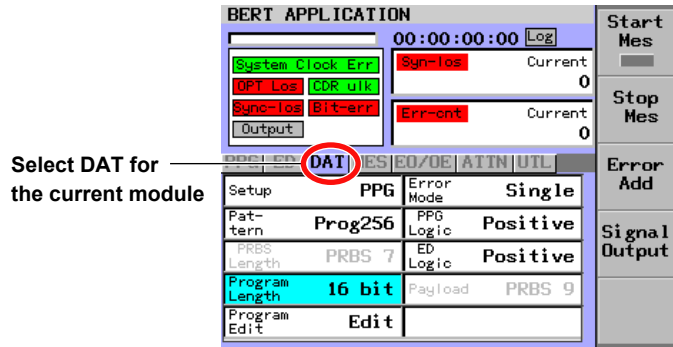 BERT APPLICATION
00:00:00:00 Log
System Clock Err
OPT Los CDR ulk
Sync-los Bit-err
Output
Syn-los Current
0
Err-cnt Current
0
Start
Mes
Stop
Mes
Error
Add
Signal
Output
Select DAT for
the current module
PPG ED DAT MES EO/OE ATTN UTL
Setup PPG Error Mode Single
Pat-
tern Prog256 PPG Logic Positive
PRBS Length PRBS 7 ED Logic Positive
Program Length 16 bit Payload PRBS 9
Program Edit Edit